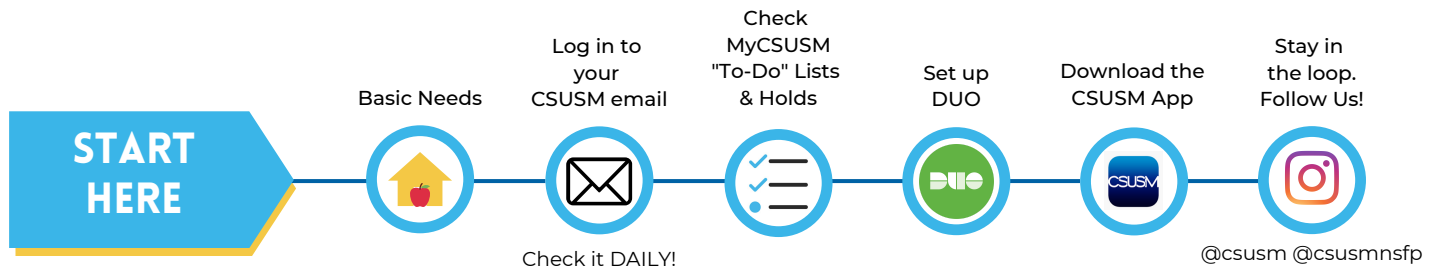 START
HERE
Basic Needs
Log in to
your
CSUSM email
Check it DAILY!
Check
MyCSUSM
"To-Do" Lists
& Holds
Set up
DUO
DUO
Download the
CSUSM App
CSUSM
Stay in
the loop.
Follow Us!
@csusm @csusmnsfp